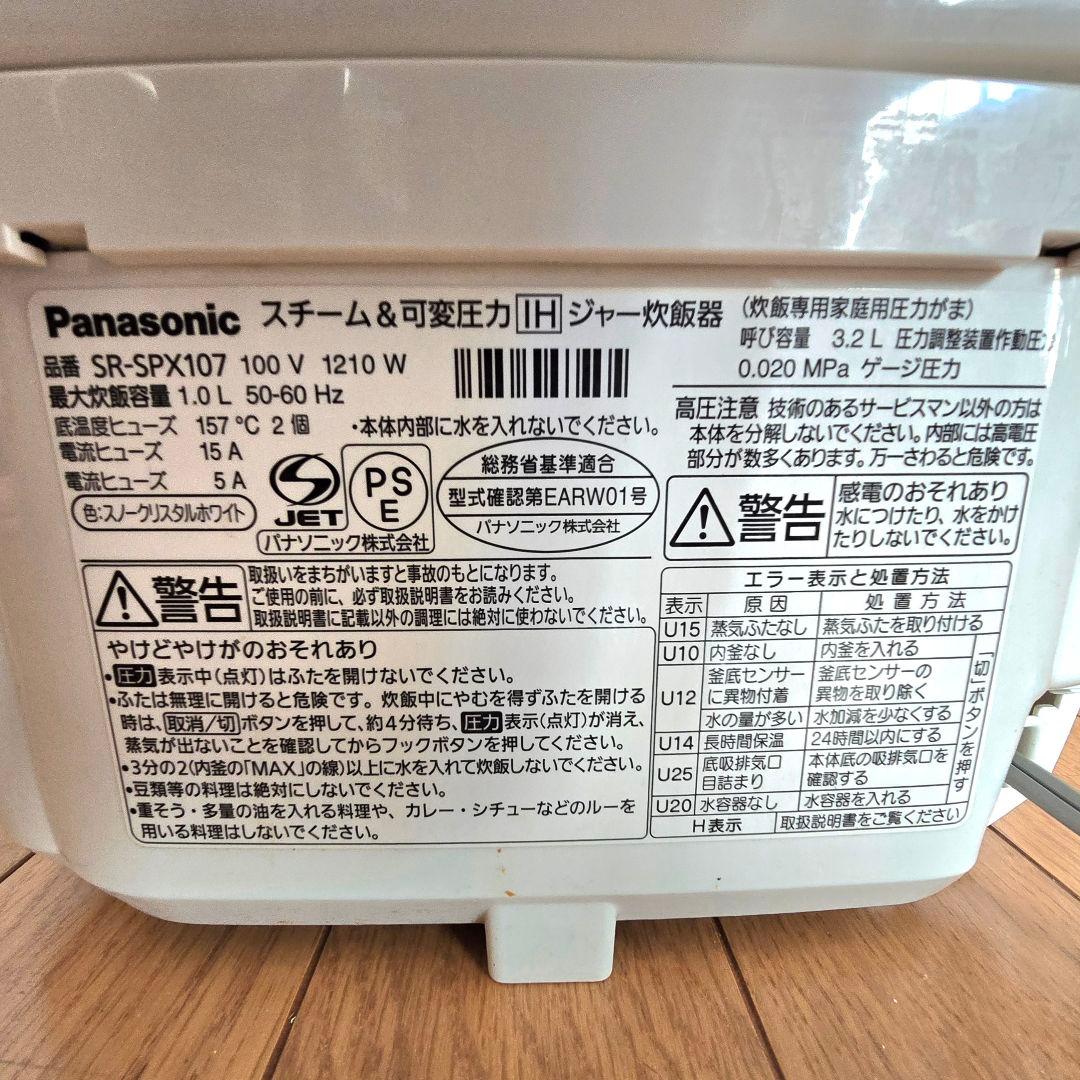 Panasonic スチーム&可変圧力IHジャー炊飯器
(炊飯専用家庭用圧力がま)
呼び容量 3.2 L 圧力調整装置作動圧
0.020 MPa ゲージ圧力
品番 SR-SPX107 100 V 1210 W
最大炊飯容量 1.0 L 50-60 Hz
低温度ヒューズ 157 °C 2個
電流ヒューズ 15 A
電流ヒューズ 5 A
色:スノークリスタルホワイト
・本体内部に水を入れないでください。
S
JET
PS
E
パナソニック株式会社
総務省基準適合
型式確認第EARW01号
パナソニック株式会社
高圧注意 技術のあるサービスマン以外の方は
本体を分解しないでください。内部には高電圧
部分が数多くあります。万一さわると危険です。
警告
感電のおそれあり
水につけたり、水をかけ
たりしないでください。
警告
取扱いをまちがいますと事故のもとになります。
ご使用の前に、必ず取扱説明書をお読みください。
取扱説明書に記載以外の調理には絶対に使わないでください。
やけどやけがのおそれあり
・圧力表示中(点灯)はふたを開けないでください。
・ふたは無理に開けると危険です。炊飯中にやむを得ずふたを開ける
時は、取消/切ボタンを押して、約4分待ち、圧力表示(点灯)が消え、
蒸気が出ないことを確認してからフックボタンを押してください。
・3分の2(内釜の「MAX」の線)以上に水を入れて炊飯しないでください。
・豆類等の料理は絶対にしないでください。
・重そう・多量の油を入れる料理や、カレー・シチューなどのルーを
用いる料理はしないでください。
エラー表示と処置方法
表示 原因 処置方法
U15 蒸気ふたなし 蒸気ふたを取り付ける
U10 内釜なし 内釜を入れる
U12 釜底センサーに異物付着 釜底センサーの異物を取り除く
水の量が多い 水加減を少なくする
U14 長時間保温 24時間以内にする
U25 底吸排気口目詰まり 本体底の吸排気口を確認する
U20 水容器なし 水容器を入れる
「切」ボタンを押す
H表示 取扱説明書をご覧ください